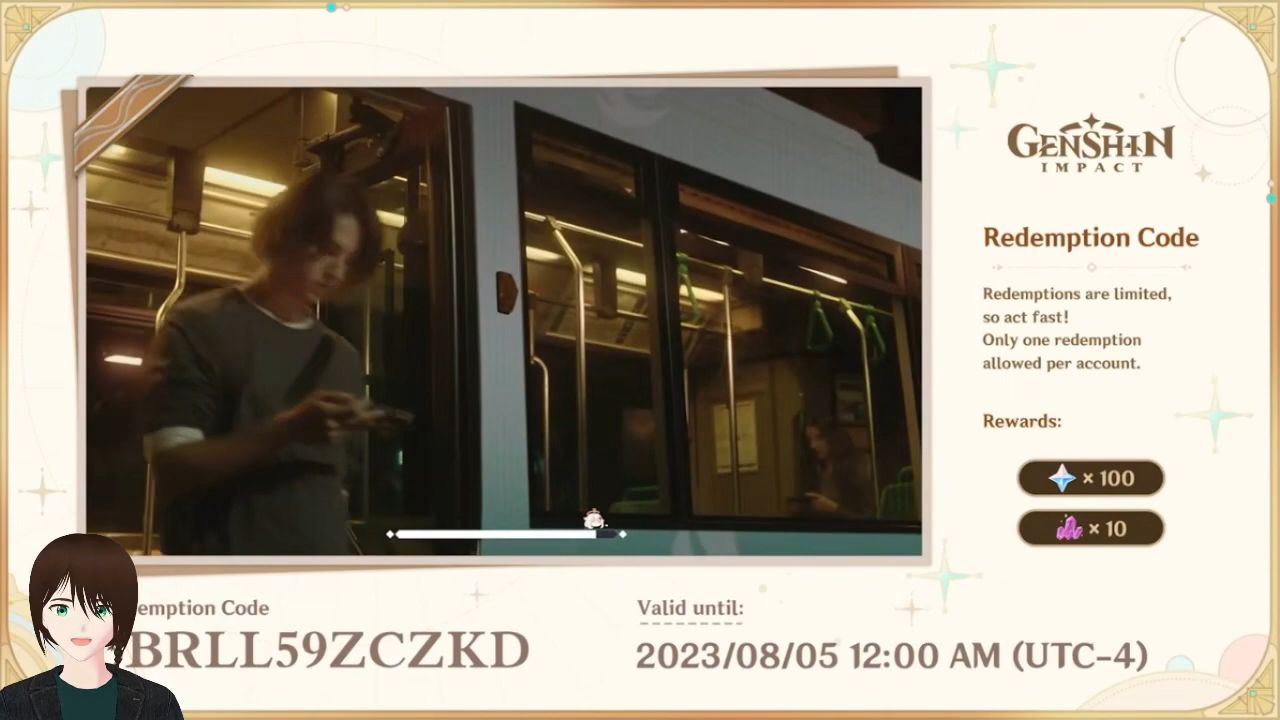 GENSHIN
IMPACT
Redemption Code
Redemptions are limited,
so act fast!
Only one redemption
allowed per account.
Rewards:
× 100
× 10
emption Code
BRLL59ZCZKD
Valid until:
2023/08/05 12:00 AM (UTC-4)